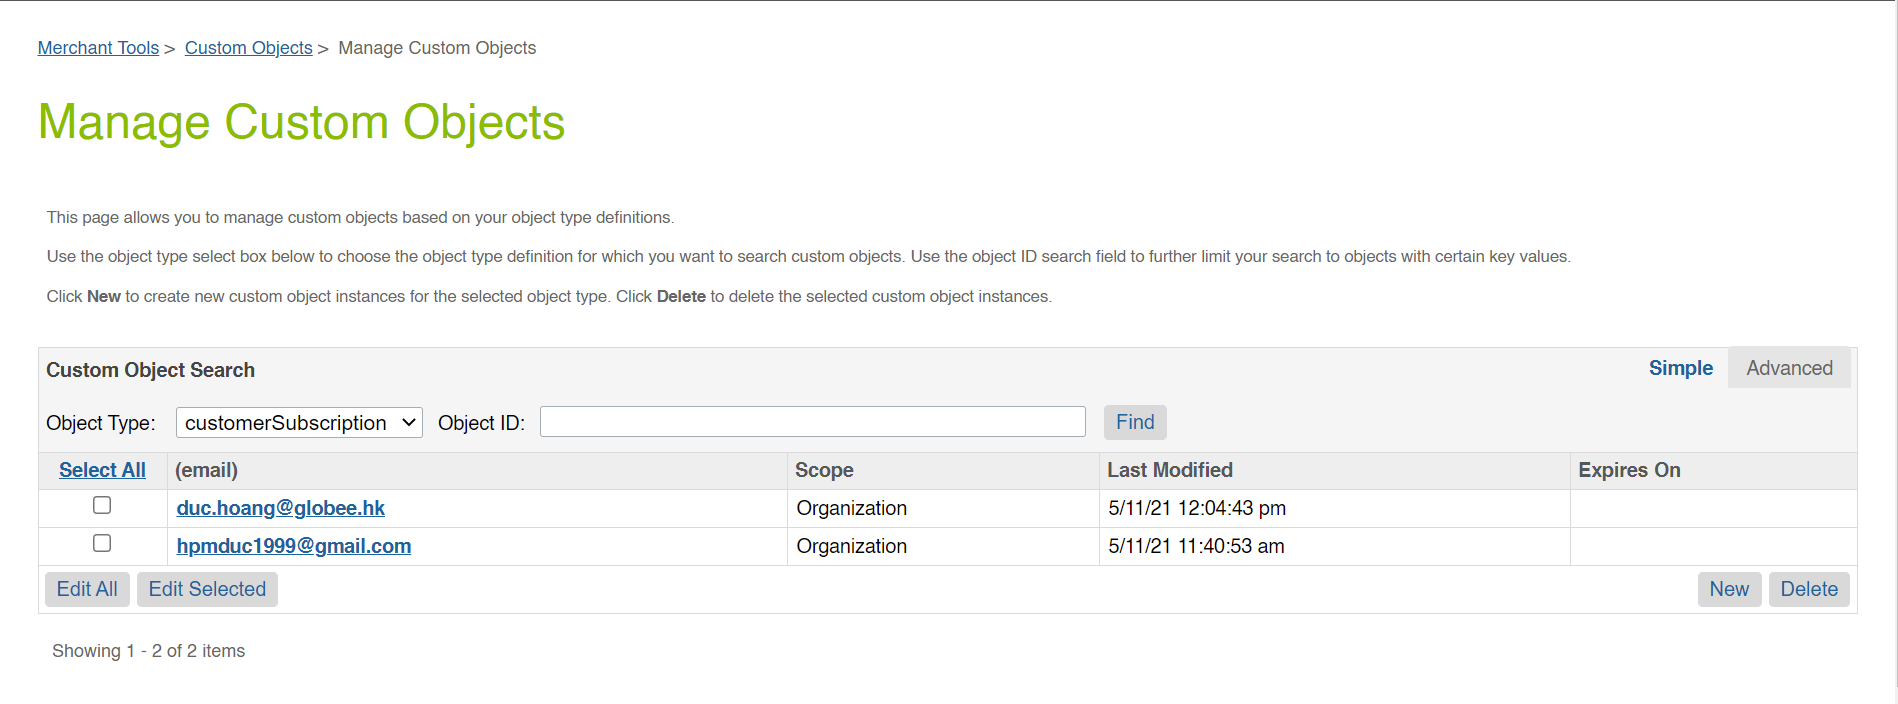 Merchant Tools > Custom Objects > Manage Custom Objects
Manage Custom Objects
This page allows you to manage custom objects based on your object type definitions.
Use the object type select box below to choose the object type definition for which you want to search custom objects. Use the object ID search field to further limit your search to objects with certain key values.
Click New to create new custom object instances for the selected object type. Click Delete to delete the selected custom object instances.
Custom Object Search Simple Advanced
Object Type: customerSubscription Object ID: Find
Select All (email) Scope Last Modified Expires On
duc.hoang@globee.hk Organization 5/11/21 12:04:43 pm
hpmduc1999@gmail.com Organization 5/11/21 11:40:53 am
Edit All Edit Selected New Delete
Showing 1 - 2 of 2 items